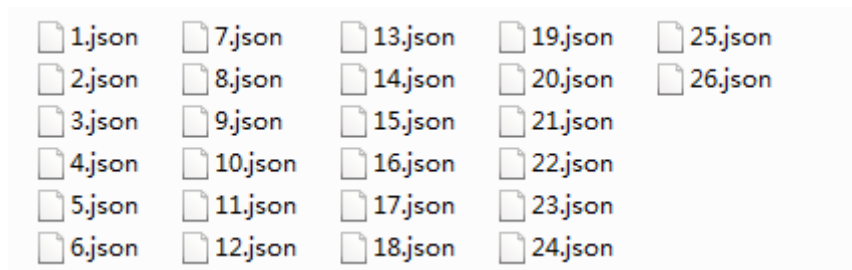 1.json 7.json 13.json 19.json 25.json
2.json 8.json 14.json 20.json 26.json
3.json 9.json 15.json 21.json
4.json 10.json 16.json 22.json
5.json 11.json 17.json 23.json
6.json 12.json 18.json 24.json